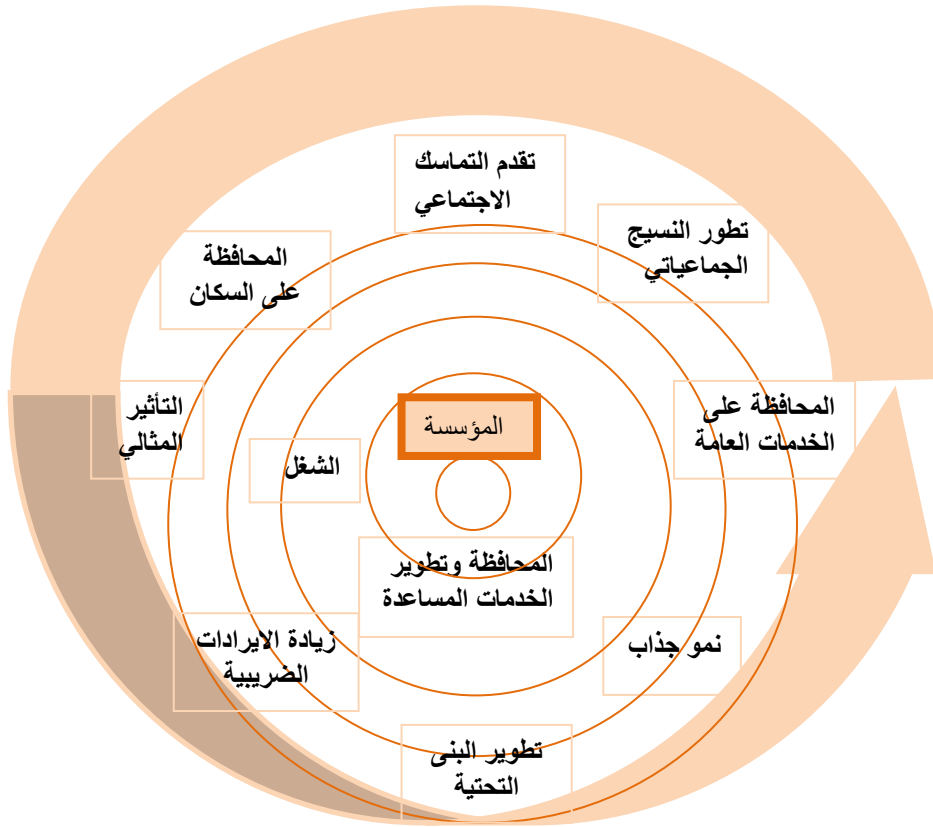 تقدم التماسك
الاجتماعي
تطور النسيج
الجماعياتي
المحافظة
على السكان
المحافظة على
الخدمات العامة
التأثير
المثالي
المؤسسة
الشغل
المحافظة وتطوير
الخدمات المساعدة
نمو جذاب
زيادة الايرادات
الضريبية
تطوير البنى
التحتية